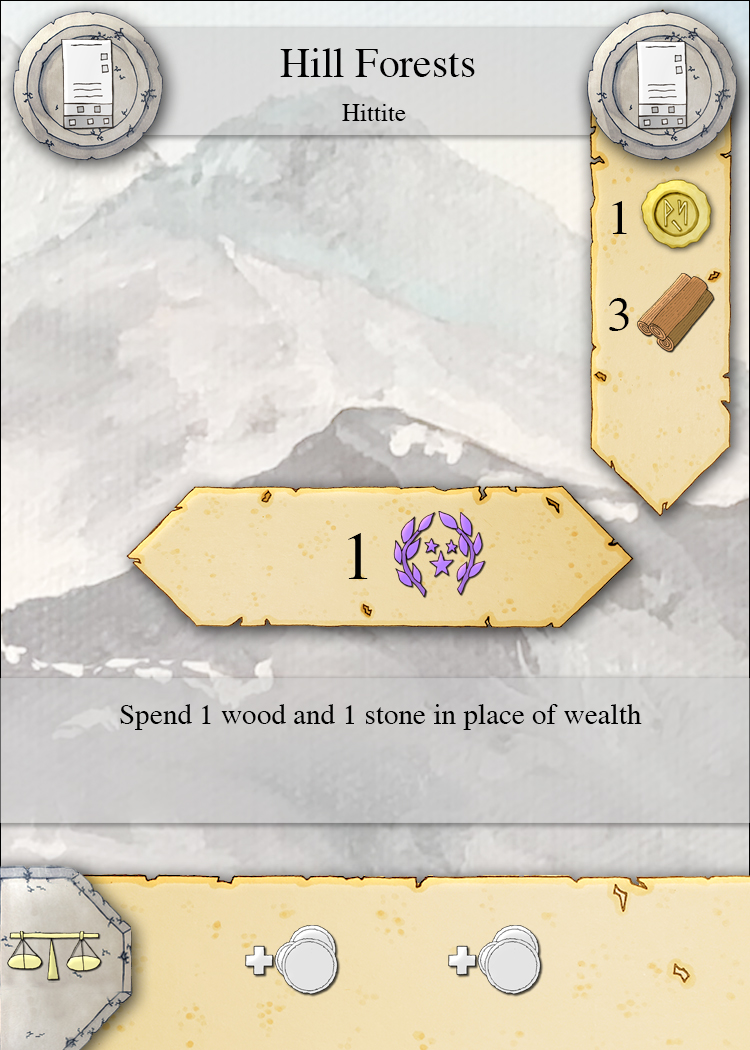 Hill Forests
Hittite
1
3
1
Spend 1 wood and 1 stone in place of wealth